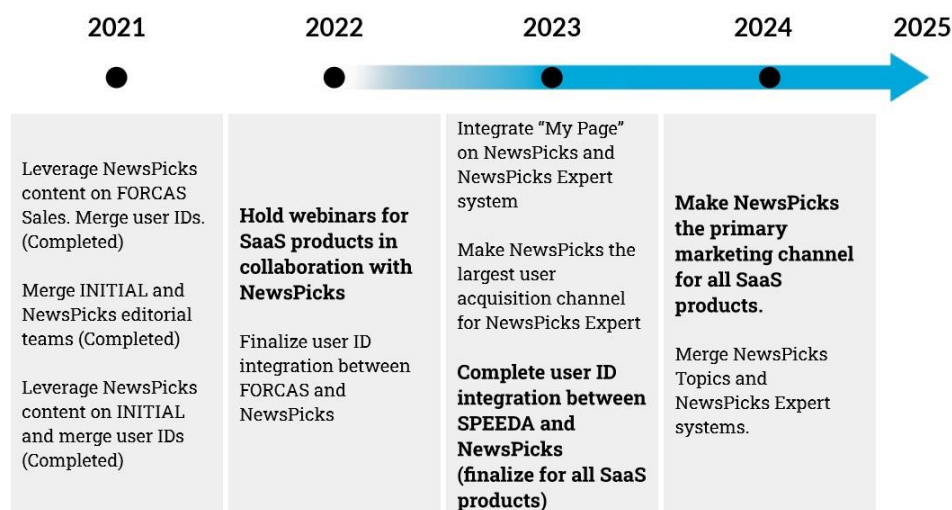 2021
2022
2023
2024
2025
Leverage NewsPicks
content on FORCAS
Sales. Merge user IDs.
(Completed)
Merge INITIAL and
NewsPicks editorial
teams (Completed)
Leverage NewsPicks
content on INITIAL
and merge user IDs
(Completed)
Hold webinars for
SaaS products in
collaboration with
NewsPicks
Finalize user ID
integration between
FORCAS and
NewsPicks
Integrate “My Page”
on NewsPicks and
NewsPicks Expert
system
Make NewsPicks the
largest user
acquisition channel
for NewsPicks Expert
Complete user ID
integration between
SPEEDA and
NewsPicks
(finalize for all SaaS
products)
Make NewsPicks
the primary
marketing channel
for all SaaS
products.
Merge NewsPicks
Topics and
NewsPicks Expert
systems.